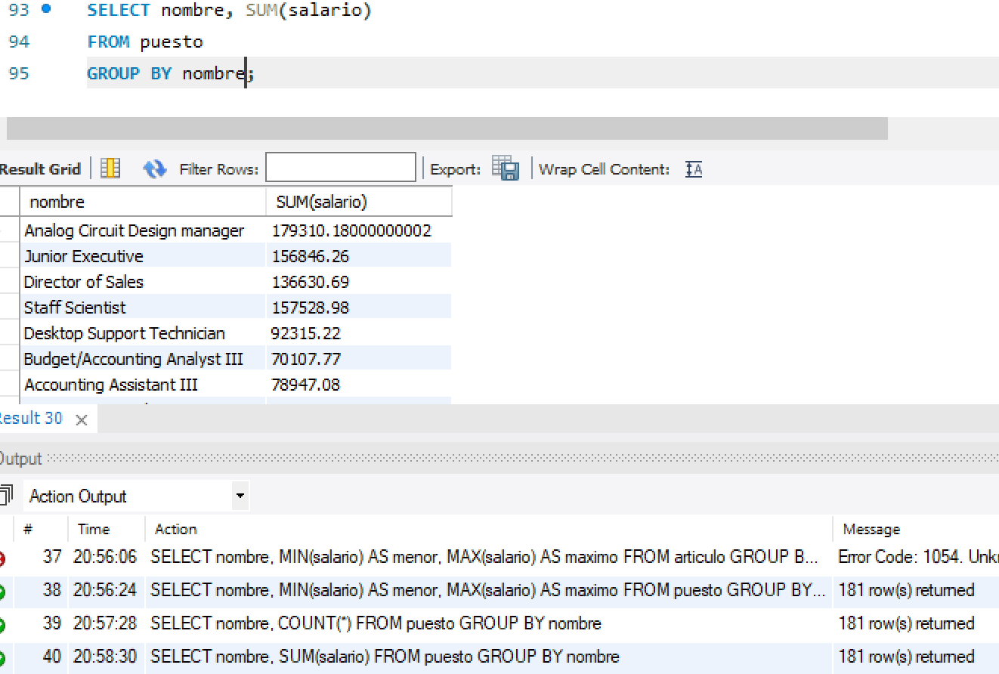 93 SELECT nombre, SUM(salario)
94 FROM puesto
95 GROUP BY nombre;
Result Grid Filter Rows: Export: Wrap Cell Content: IA
nombre SUM(salario)
Analog Circuit Design manager 179310.18000000002
Junior Executive 156846.26
Director of Sales 136630.69
Staff Scientist 157528.98
Desktop Support Technician 92315.22
Budget/Accounting Analyst III 70107.77
Accounting Assistant III 78947.08
Result 30
Output
Action Output
# Time Action Message
37 20:56:06 SELECT nombre, MIN(salario) AS menor, MAX(salario) AS maximo FROM articulo GROUP B... Error Code: 1054. Unk
38 20:56:24 SELECT nombre, MIN(salario) AS menor, MAX(salario) AS maximo FROM puesto GROUP BY... 181 row(s) returned
39 20:57:28 SELECT nombre, COUNT(*) FROM puesto GROUP BY nombre 181 row(s) returned
40 20:58:30 SELECT nombre, SUM(salario) FROM puesto GROUP BY nombre 181 row(s) returned